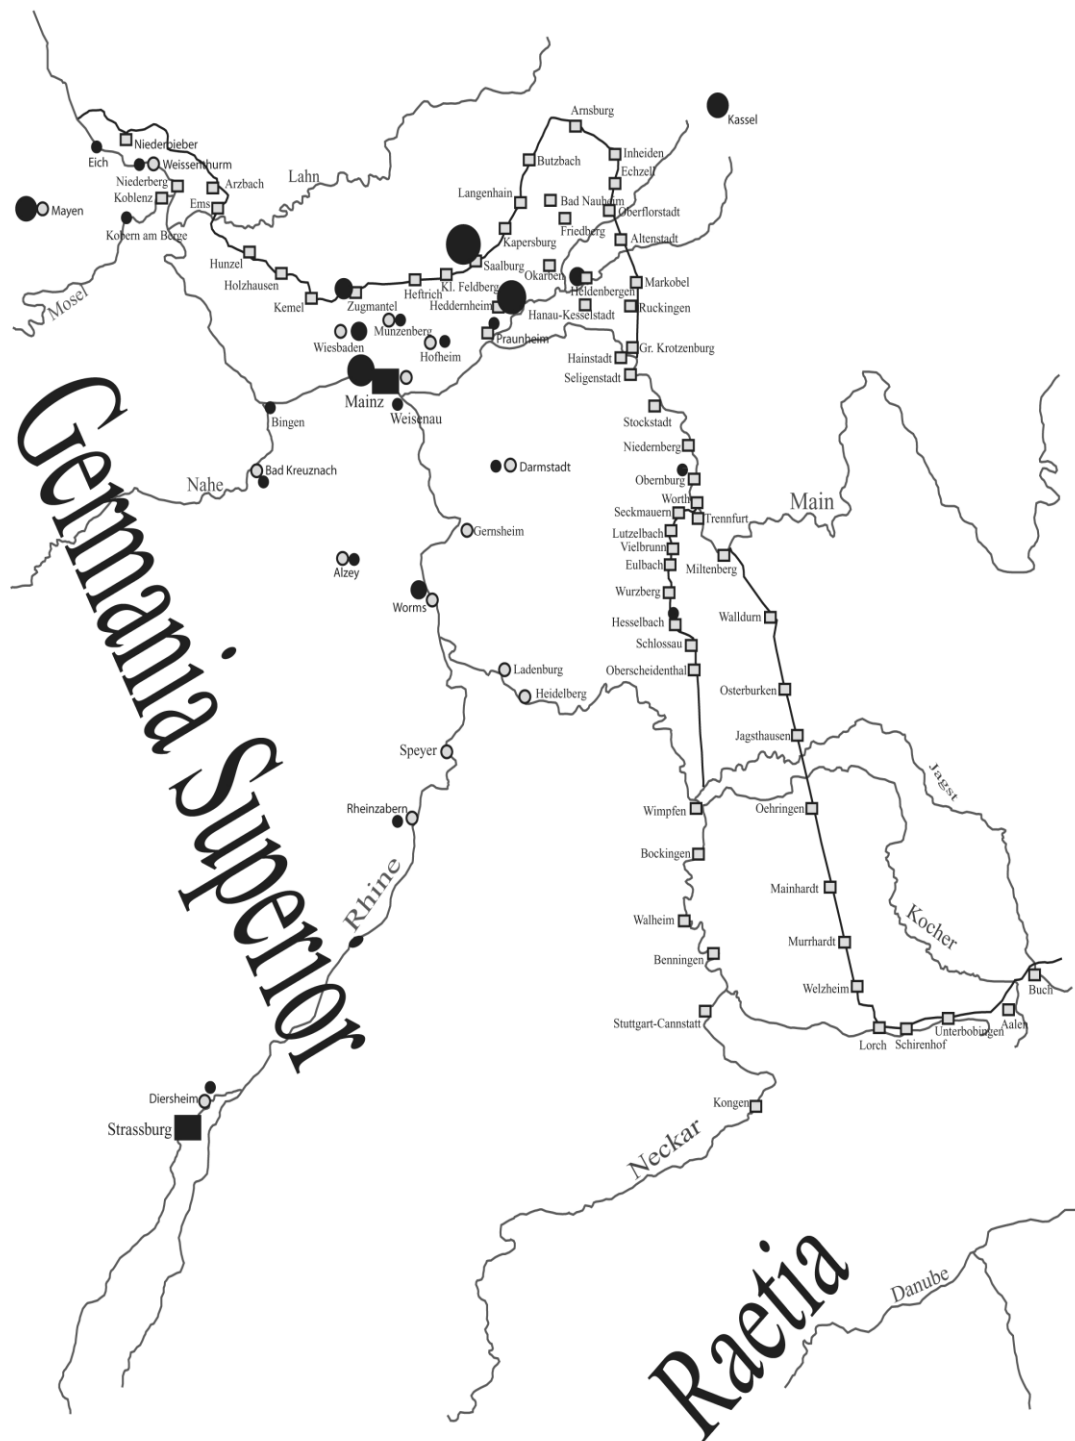 Arnsburg
Kassel
Niederbieber
Inheiden
Eich
Weissenthurm
Butzbach
Echzell
Lahn
Niederberg
Arzbach
Langenhain
Koblenz
Bad Nauheim
Ems
Mayen
Oberflorstadt
Kobern am Berge
Friedberg
Kapersburg
Altenstadt
Hunzel
Saalburg
Okarben
Holzhausen
Kl. Feldberg
Markobel
Heftrich
Heldenbergen
Mosel
Kemel
Zugmantel
Heddernheim
Hanau-Kesselstadt
Ruckingen
Munzenberg
Praunheim
Wiesbaden
Hofheim
Gr. Krotzenburg
Hainstadt
Seligenstadt
Mainz
Weisenau
Bingen
Stockstadt
Niedernberg
Bad Kreuznach
Darmstadt
Obernburg
Nahe
Worth
Main
Seckmauern
Trennfurt
Gernsheim
Lutzelbach
Vielbrunn
Eulbach
Miltenberg
Alzey
Wurzberg
Worms
Hesselbach
Walldurn
Schlossau
Ladenburg
Oberscheidenthal
Heidelberg
Osterburken
Germania Superior
Jagsthausen
Speyer
Jagst
Rheinzabern
Wimpfen
Oehringen
Bockingen
Rhine
Mainhardt
Walheim
Kocher
Murrhardt
Benningen
Welzheim
Buch
Stuttgart-Cannstatt
Aalen
Unterbobingen
Lorch
Schirenhof
Diersheim
Kongen
Strassburg
Neckar
Danube
Raetia